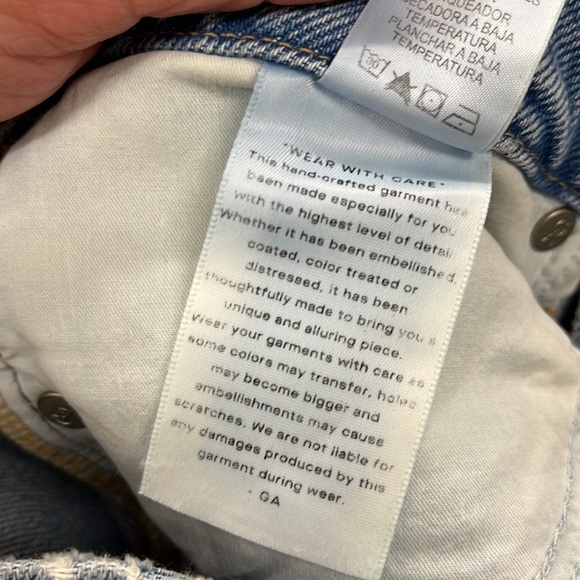 QUEADOR
SECADORA A BAJA
TEMPERATURA
PLANCHAR A BAJA
TEMPERATURA
30
"WEAR WITH CARE"
This hand-crafted garment has
been made especially for you
with the highest level of detail
Whether it has been embellished,
coated, color treated or
distressed, it has been
thoughtfully made to bring you a
unique and alluring piece.
Wear your garments with care as
some colors may transfer, holes
may become bigger and
embellishments may cause
scratches. We are not liable for
any damages produced by this
garment during wear.
GA